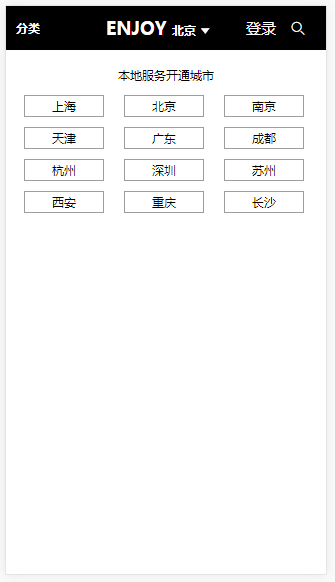 分类 ENJOY 北京 登录
本地服务开通城市
上海 北京 南京
天津 广东 成都
杭州 深圳 苏州
西安 重庆 长沙